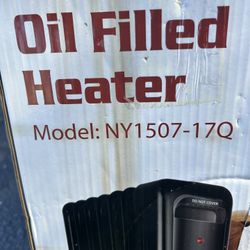 Oil Filled
Heater
Model: NY1507-17Q
DO NOT COVER